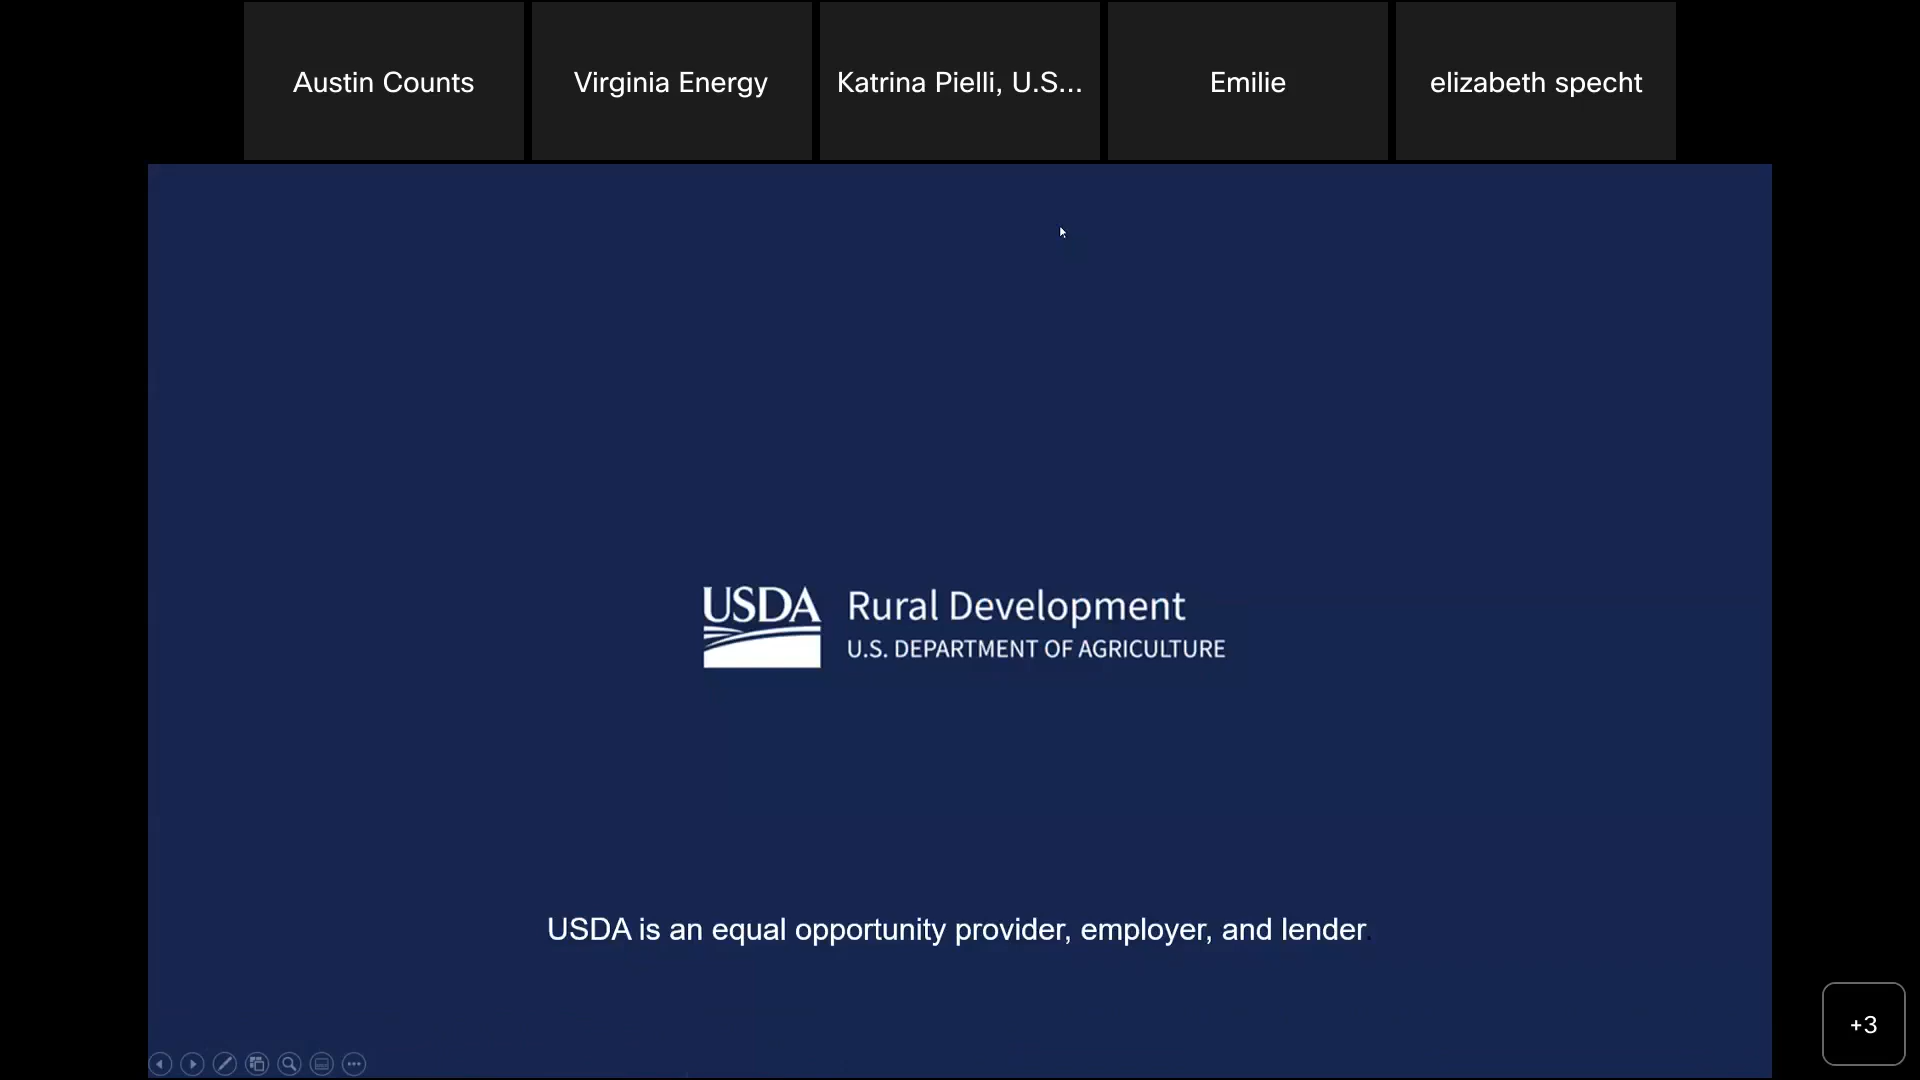 Austin Counts
Virginia Energy
Katrina Pielli, U.S...
Emilie
elizabeth specht
USDA
Rural Development
U.S. DEPARTMENT OF AGRICULTURE
USDA is an equal opportunity provider, employer, and lender.
+3